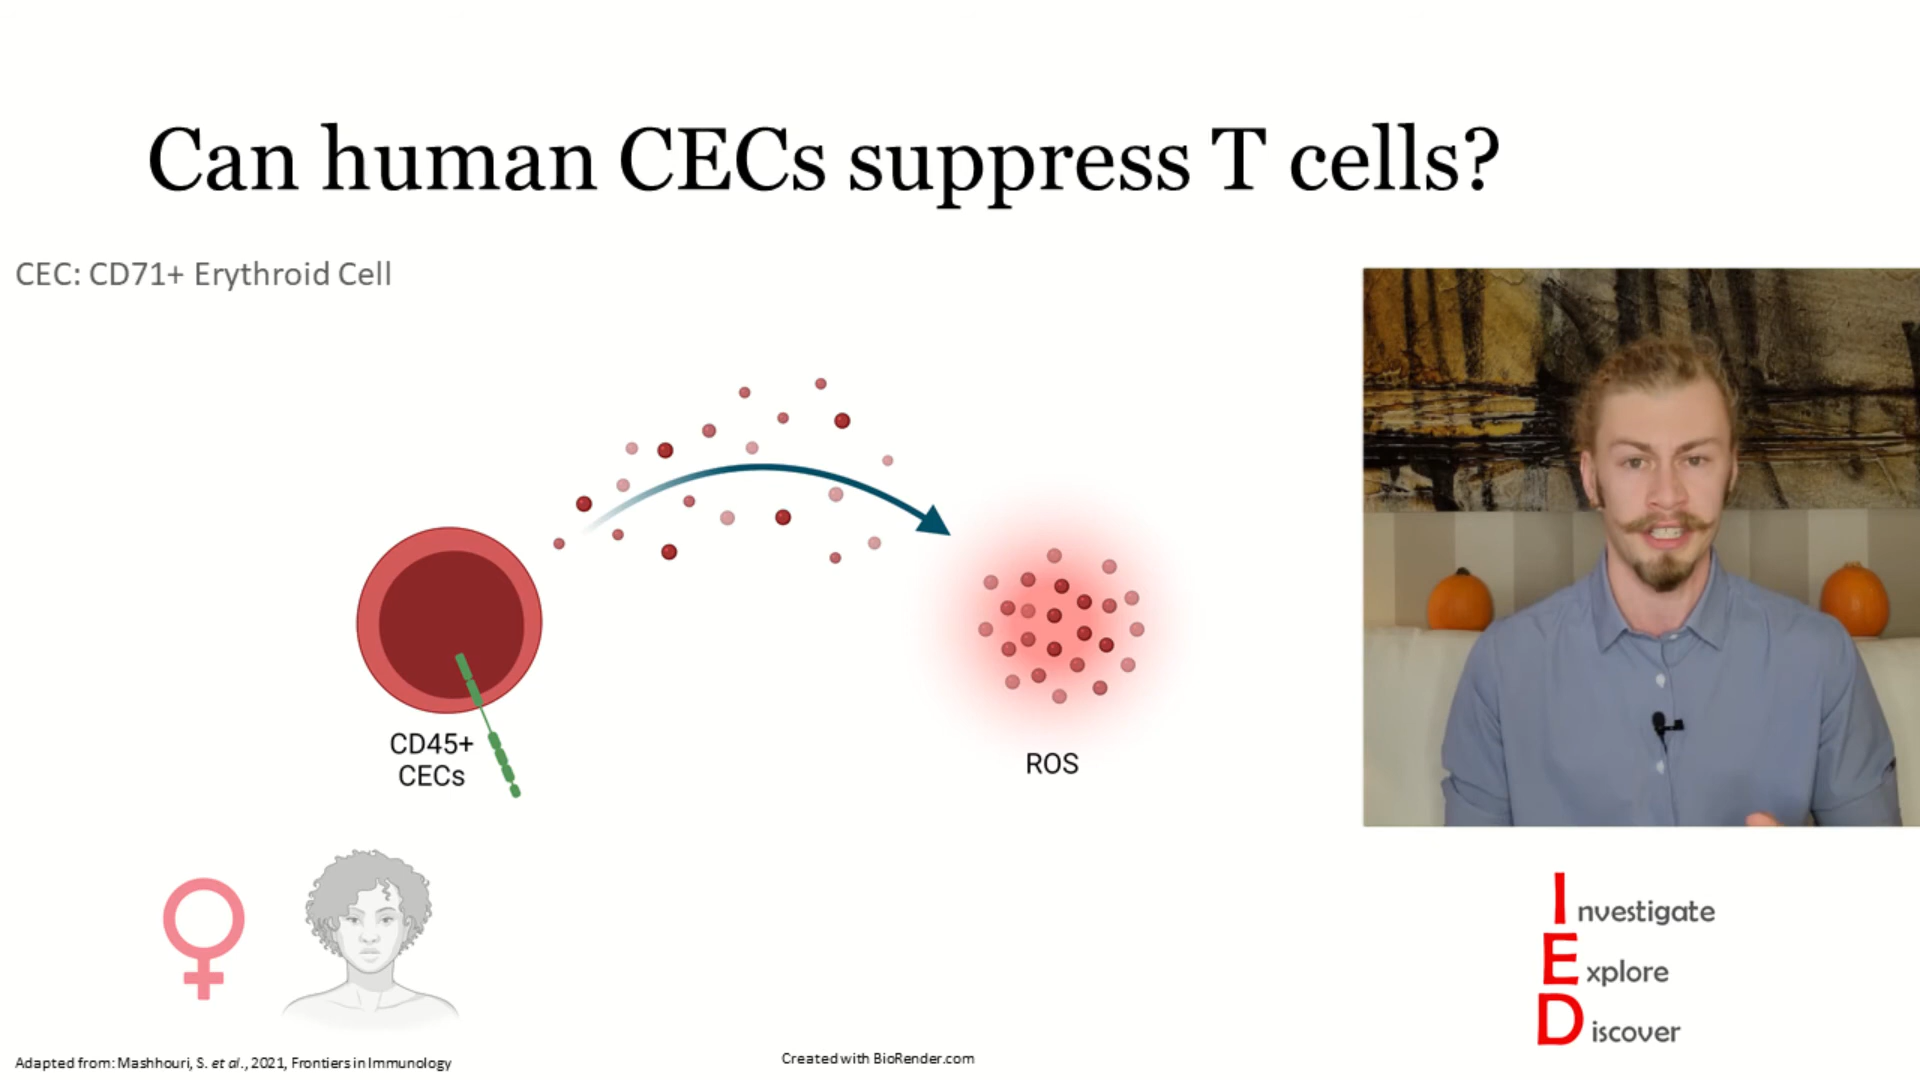 Can human CECs suppress T cells?
CEC: CD71+ Erythroid Cell
CD45+
CECs
ROS
Investigate
Explore
Discover
Adapted from: Mashhouri, S. et al., 2021, Frontiers in Immunology
Created with BioRender.com